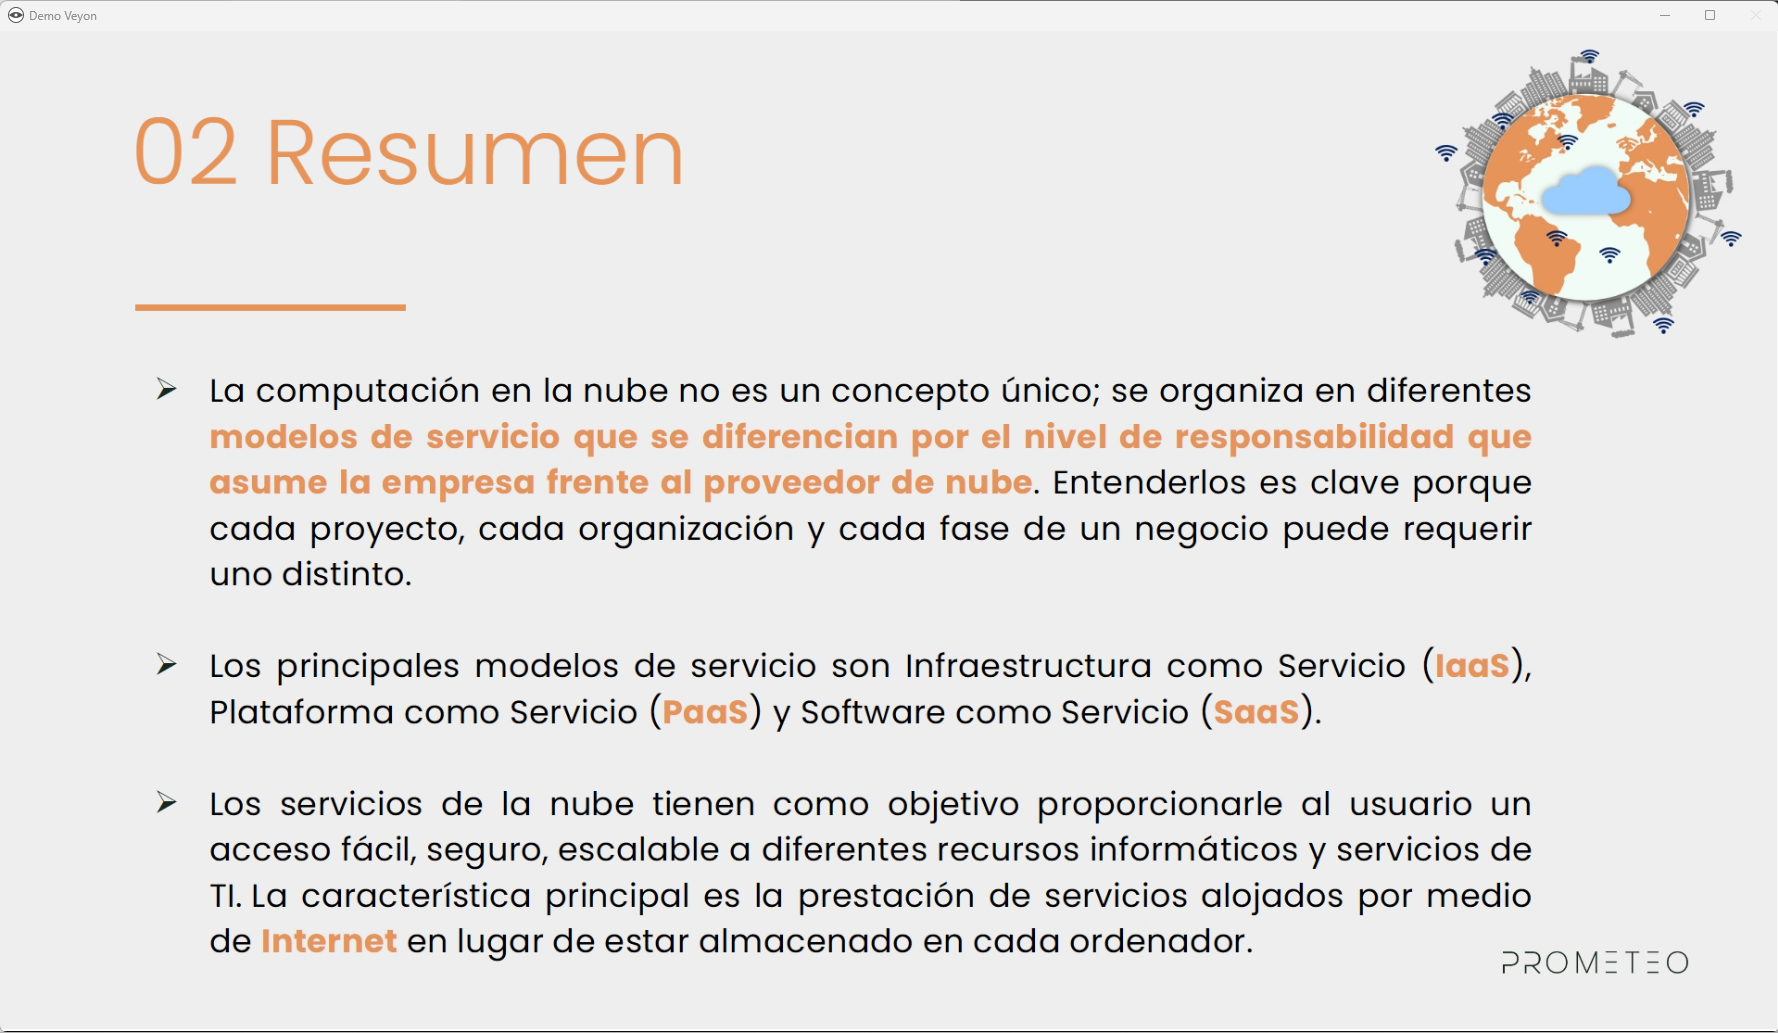 Demo Veyon
02 Resumen
La computación en la nube no es un concepto único; se organiza en diferentes
modelos de servicio que se diferencian por el nivel de responsabilidad que
asume la empresa frente al proveedor de nube. Entenderlos es clave porque
cada proyecto, cada organización y cada fase de un negocio puede requerir
uno distinto.
Los principales modelos de servicio son Infraestructura como Servicio (IaaS),
Plataforma como Servicio (PaaS) y Software como Servicio (SaaS).
Los servicios de la nube tienen como objetivo proporcionarle al usuario un
acceso fácil, seguro, escalable a diferentes recursos informáticos y servicios de
TI. La característica principal es la prestación de servicios alojados por medio
de Internet en lugar de estar almacenado en cada ordenador.
PROMETEO